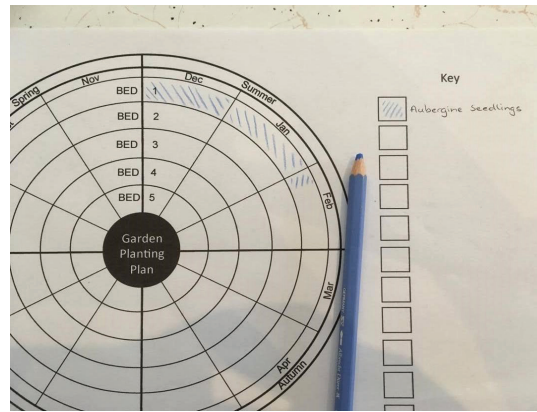 Spring
Nov
Dec
Summer
Jan
Feb
Mar
Apr
Autumn
BED 1
BED 2
BED 3
BED 4
BED 5
Garden
Planting
Plan
Key
Aubergine Seedlings